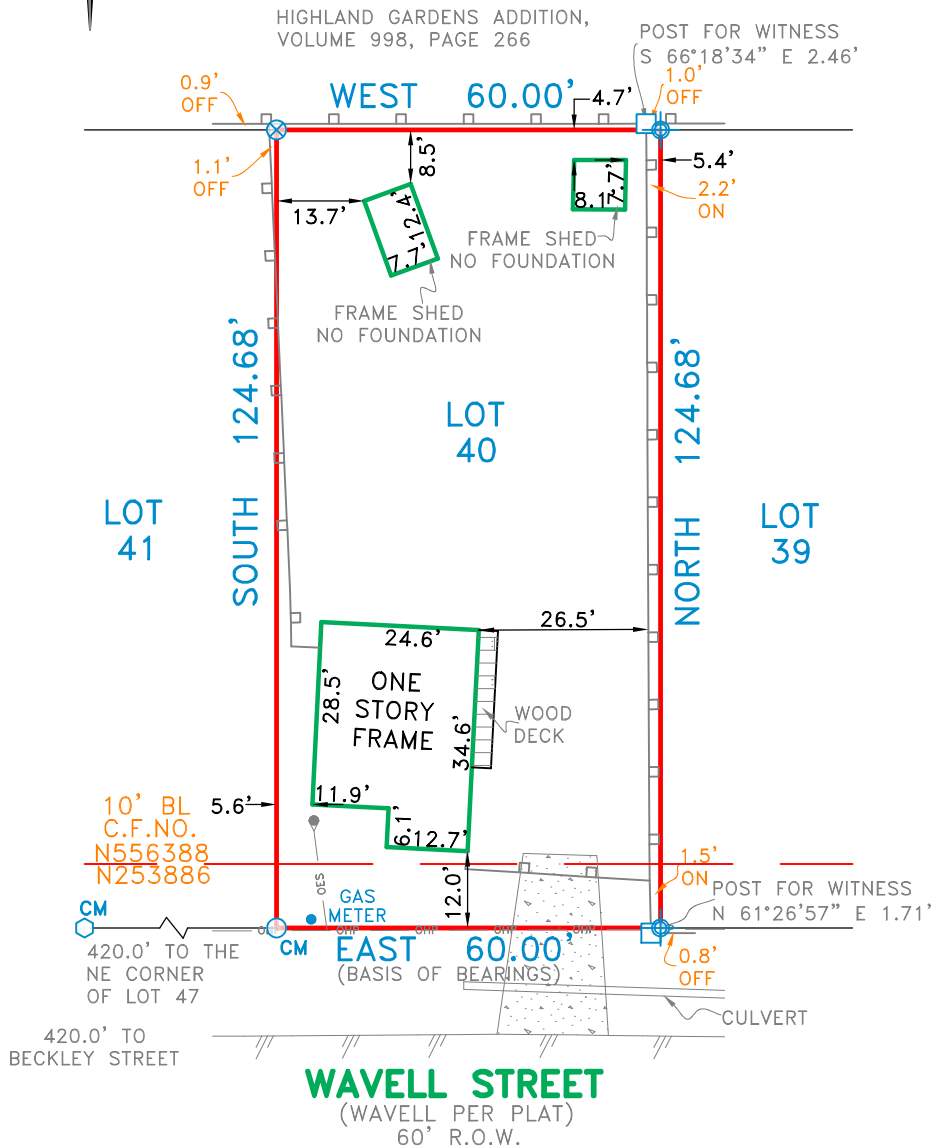 HIGHLAND GARDENS ADDITION,
VOLUME 998, PAGE 266
POST FOR WITNESS
S 66°18'34" E 2.46'
0.9'
OFF
WEST 60.00'
4.7'
1.0'
OFF
1.1'
OFF
8.5'
5.4'
2.2'
ON
13.7'
12.4'
7.7'
7.7'
8.1'
FRAME SHED
NO FOUNDATION
FRAME SHED
NO FOUNDATION
SOUTH 124.68'
NORTH 124.68'
LOT
40
LOT
41
LOT
39
26.5'
24.6'
28.5'
ONE
STORY
FRAME
34.6'
WOOD
DECK
11.9'
5.6'
6.1'
12.7'
10' BL
C.F.NO.
N556388
N253886
1.5'
ON
OES
12.0'
GAS
METER
POST FOR WITNESS
N 61°26'57" E 1.71'
CM
CM
OHP
OHP
OHP
OHP
OHP
EAST 60.00'
(BASIS OF BEARINGS)
420.0' TO THE
NE CORNER
OF LOT 47
0.8'
OFF
CULVERT
420.0' TO
BECKLEY STREET
WAVELL STREET
(WAVELL PER PLAT)
60' R.O.W.